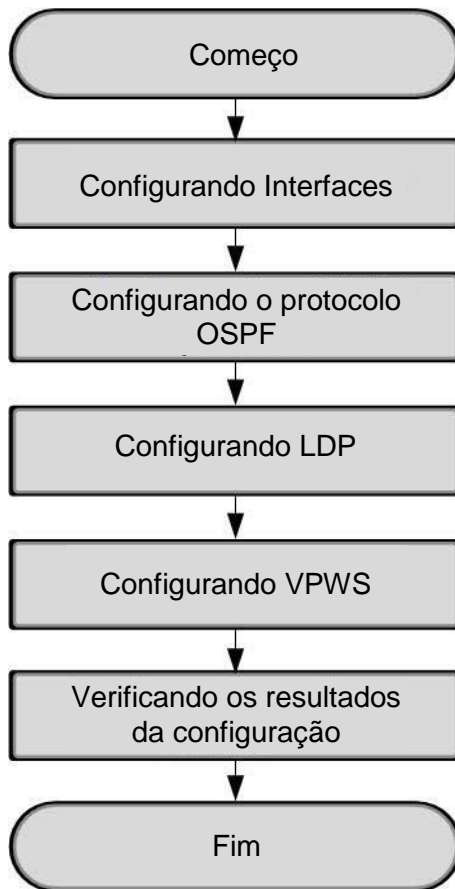 Começo
Configurando Interfaces
Configurando o protocolo
OSPF
Configurando LDP
Configurando VPWS
Verificando os resultados
da configuração
Fim